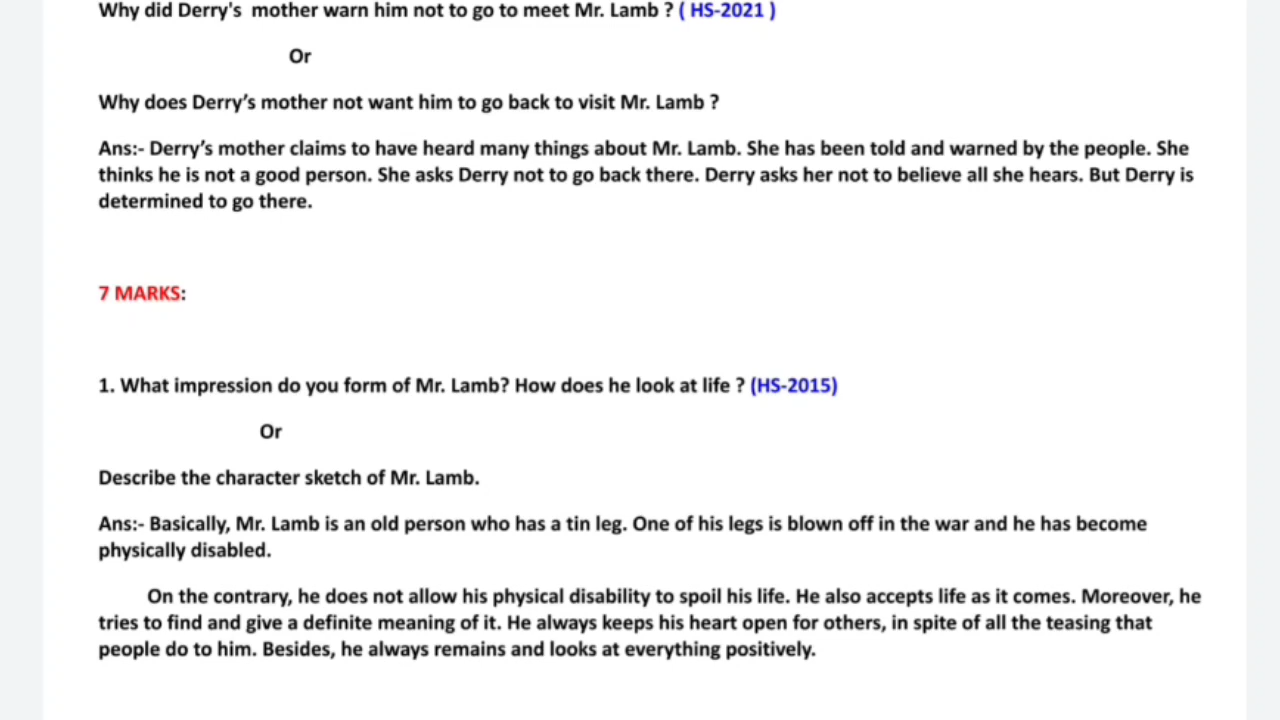 Why did Derry's mother warn him not to go to meet Mr. Lamb ? ( HS-2021 )
Or
Why does Derry’s mother not want him to go back to visit Mr. Lamb ?
Ans:- Derry’s mother claims to have heard many things about Mr. Lamb. She has been told and warned by the people. She
thinks he is not a good person. She asks Derry not to go back there. Derry asks her not to believe all she hears. But Derry is
determined to go there.
7 MARKS:
1. What impression do you form of Mr. Lamb? How does he look at life ? (HS-2015)
Or
Describe the character sketch of Mr. Lamb.
Ans:- Basically, Mr. Lamb is an old person who has a tin leg. One of his legs is blown off in the war and he has become
physically disabled.
On the contrary, he does not allow his physical disability to spoil his life. He also accepts life as it comes. Moreover, he
tries to find and give a definite meaning of it. He always keeps his heart open for others, in spite of all the teasing that
people do to him. Besides, he always remains and looks at everything positively.